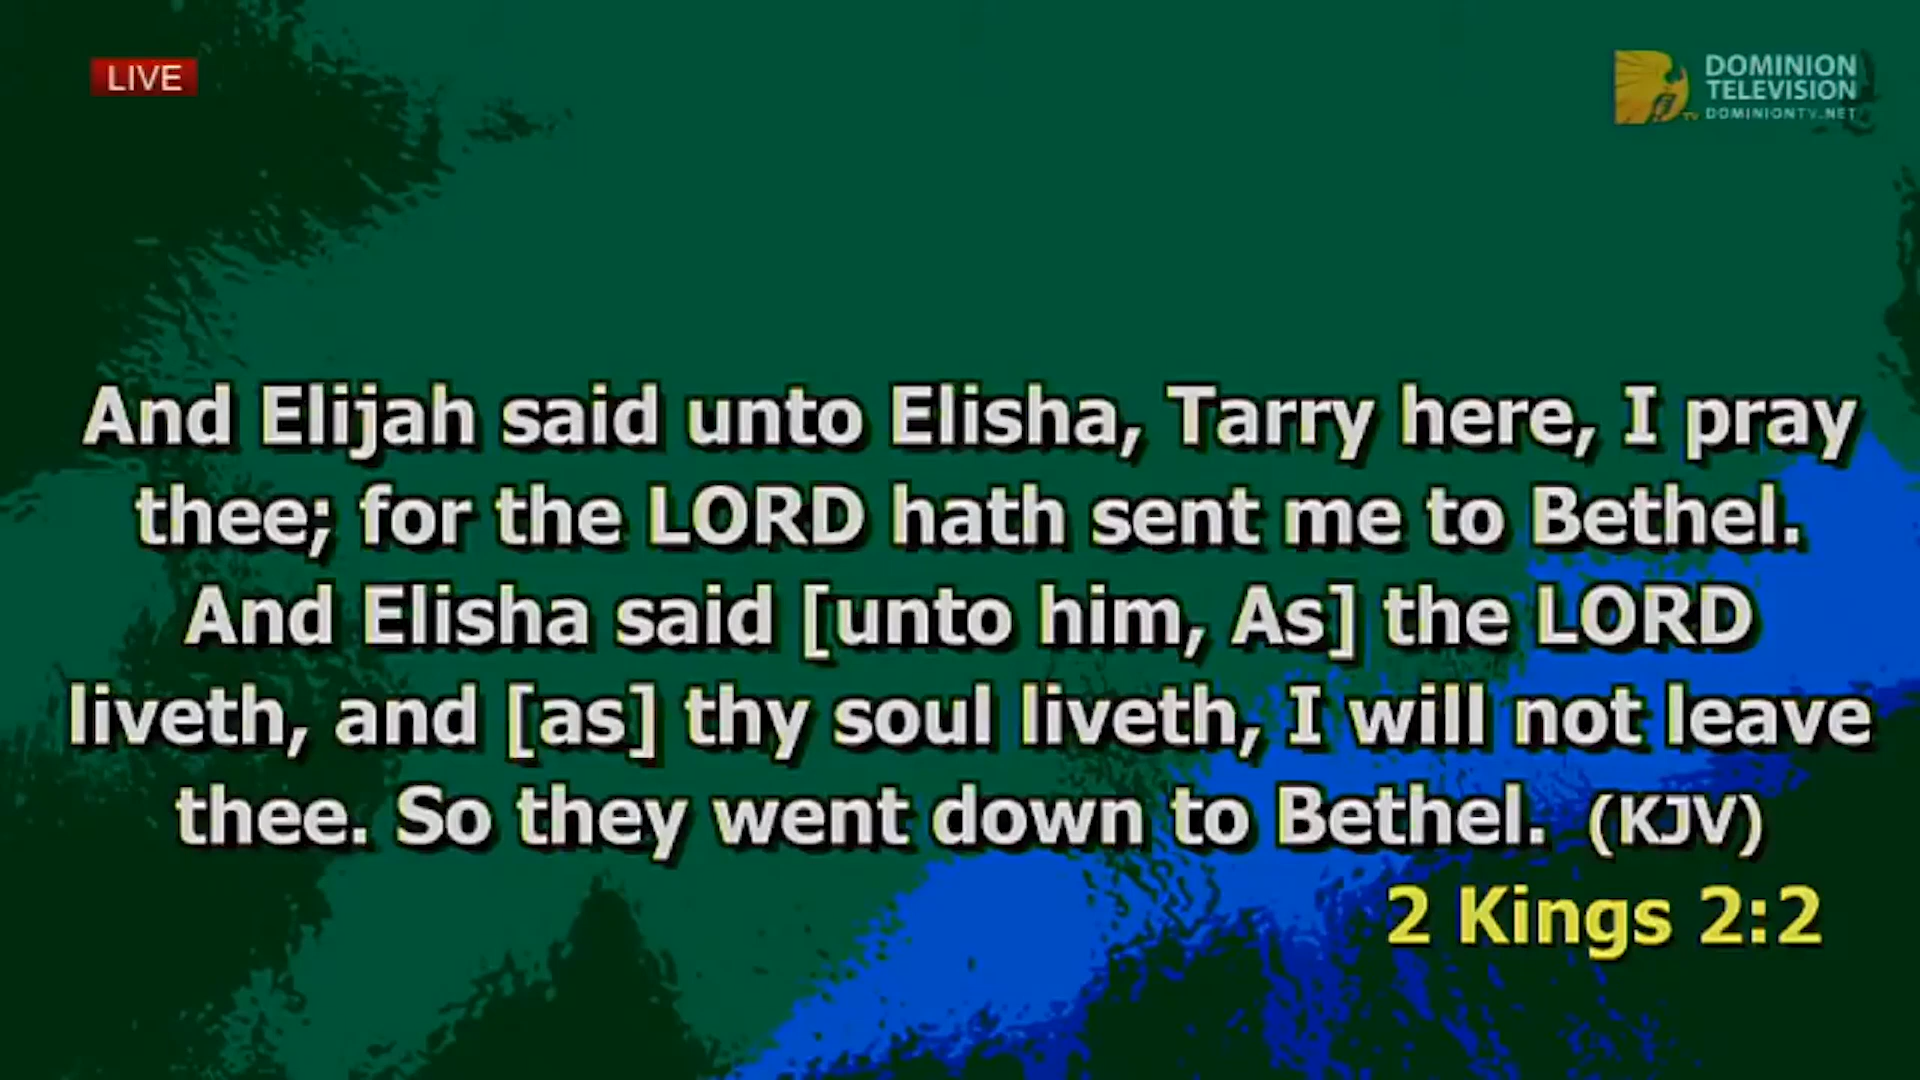 LIVE
DOMINION
TELEVISION
TV DOMINIONTV.NET
And Elijah said unto Elisha, Tarry here, I pray
thee; for the LORD hath sent me to Bethel.
And Elisha said [unto him, As] the LORD
liveth, and [as] thy soul liveth, I will not leave
thee. So they went down to Bethel. (KJV)
2 Kings 2:2